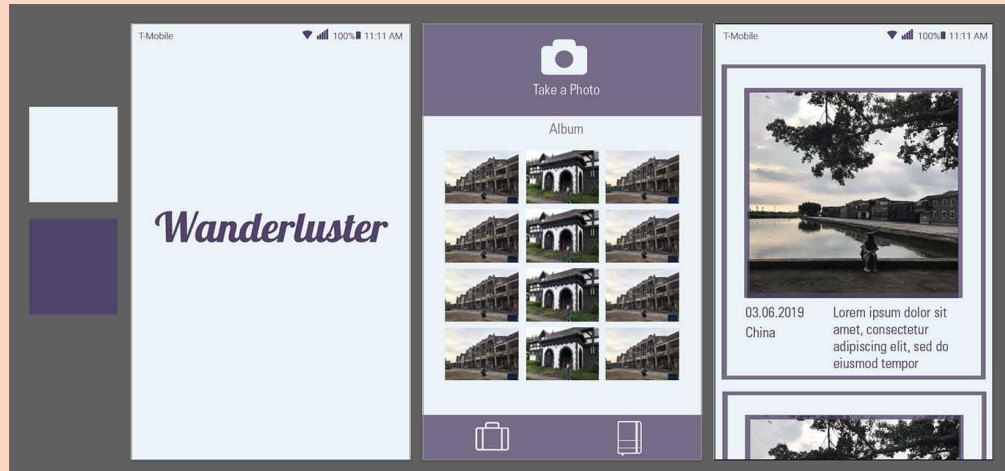 T-Mobile 100% 11:11 AM
Wanderluster
Take a Photo
Album
T-Mobile 100% 11:11 AM
03.06.2019
China
Lorem ipsum dolor sit
amet, consectetur
adipiscing elit, sed do
eiusmod tempor